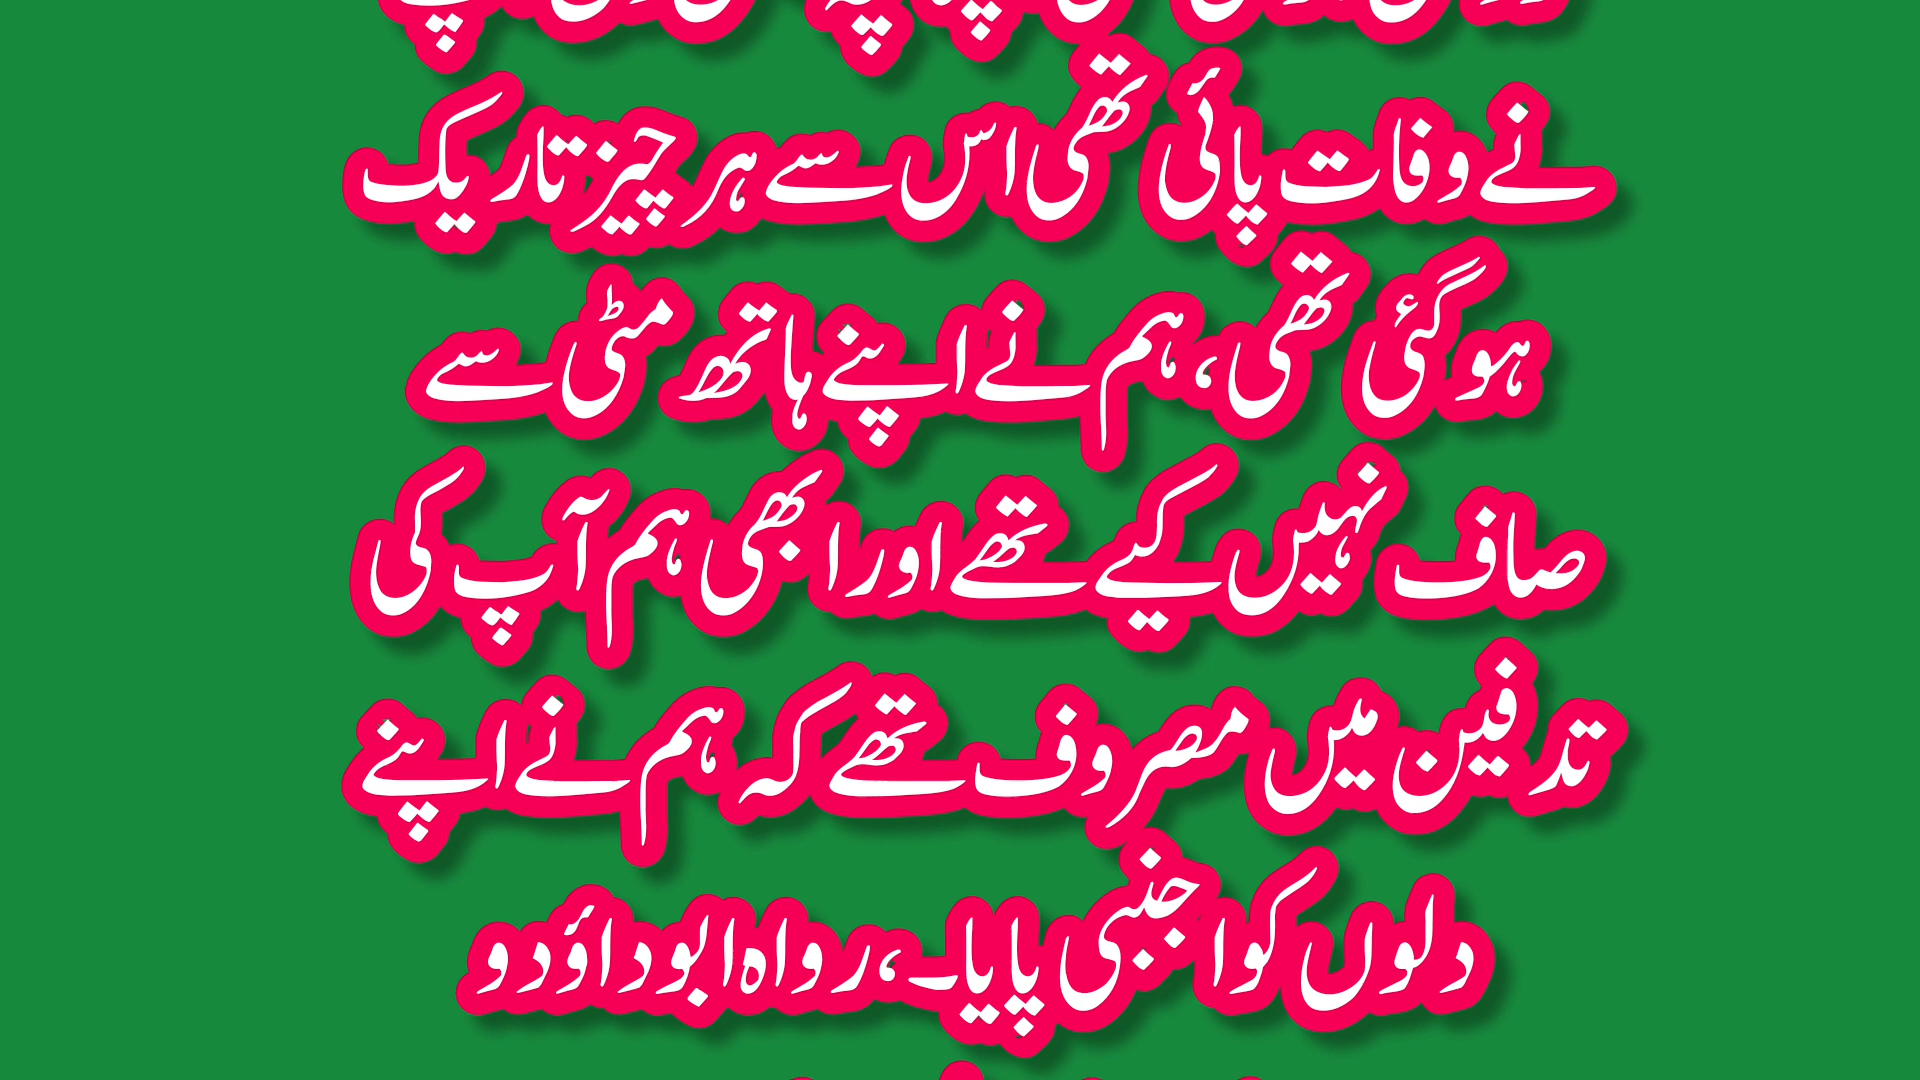 نے وفات پائی تھی اس سے ہر چیز تاریک
ہوگئی تھی، ہم نے اپنے ہاتھ مٹی سے
صاف نہیں کیے تھے اور ابھی ہم آپ کی
تدفین میں مصروف تھے کہ ہم نے اپنے
دلوں کو اجنبی پایا۔، رواہ ابوداؤد و